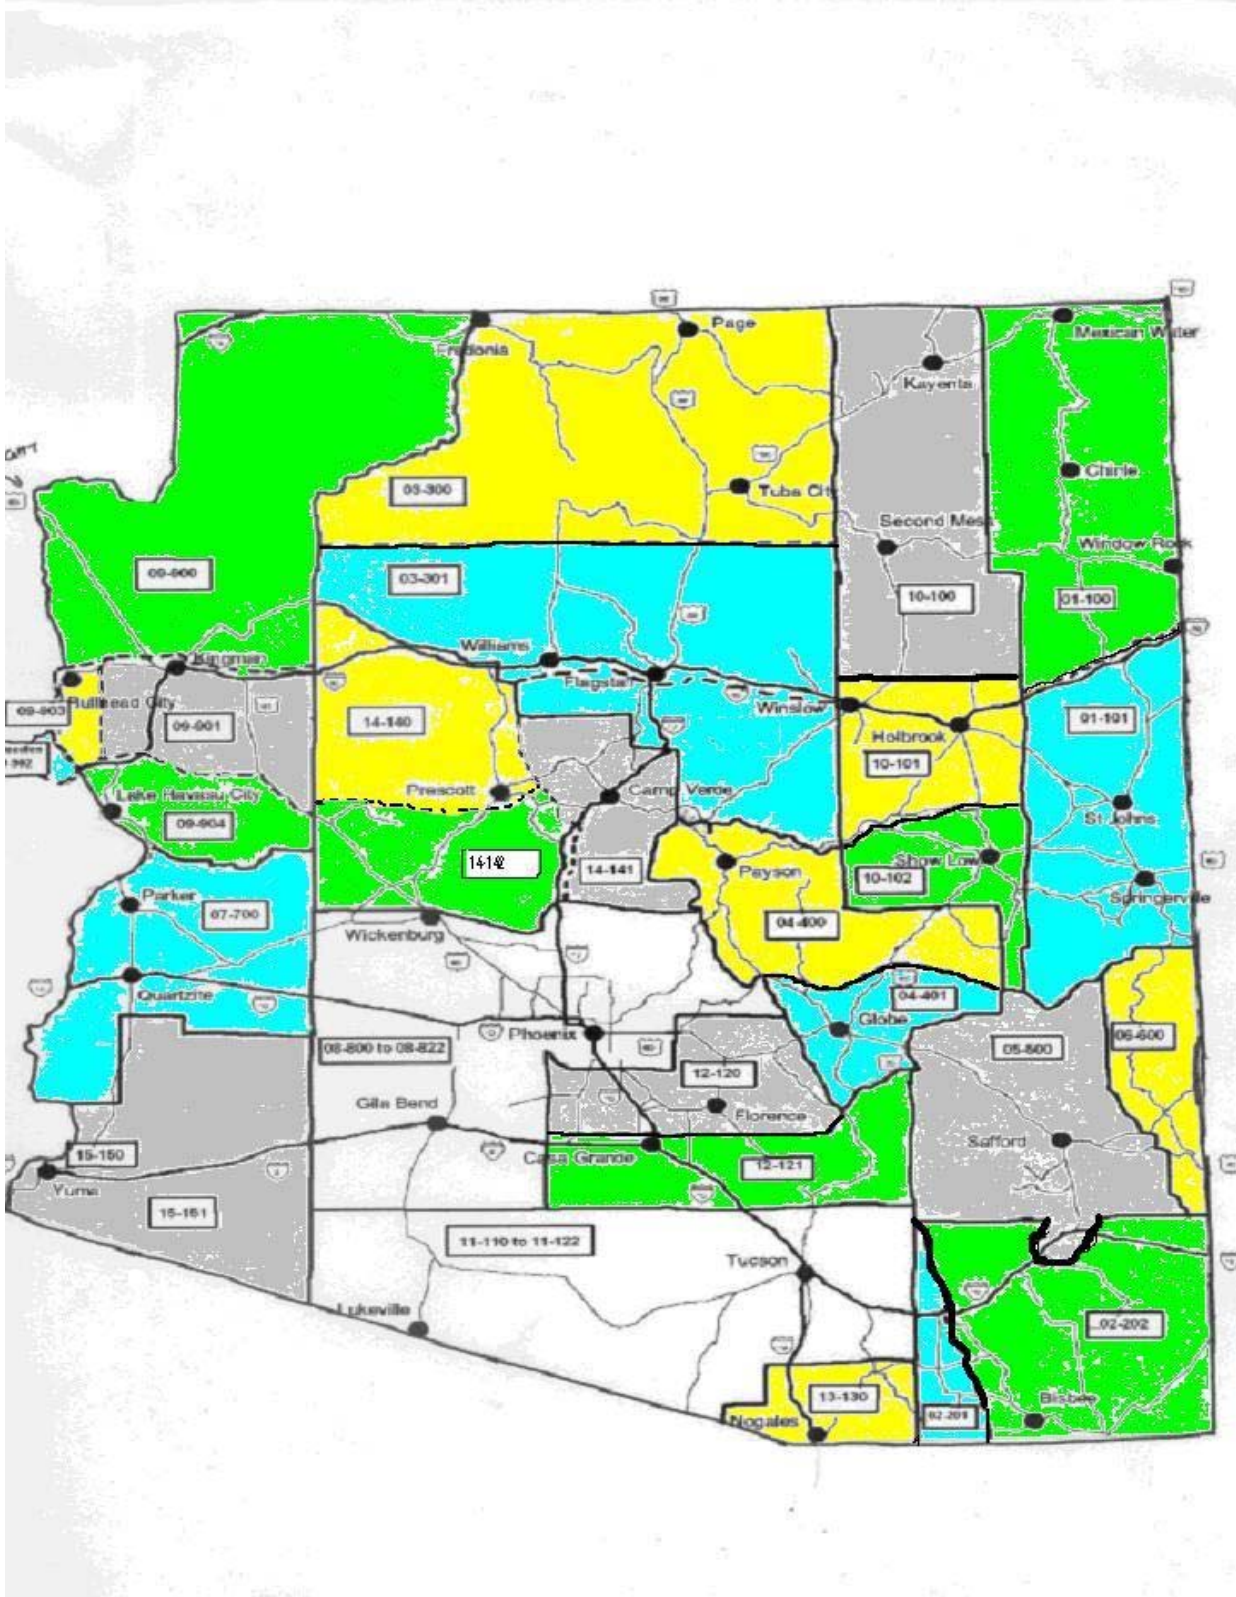 Page
Mexican Water
Fredonia
Kayenta
Chinle
03-300
Tuba Cit
Second Mesa
Window Rock
09-900
03-301
10-100
01-100
Williams
Kingman
Flagstaff
Bullhead City
09-903
09-901
14-140
Winslow
01-101
Holbrook
10-101
Prescott
Camp Verde
Lake Havasu City
St Johns
09-904
14-142
14-141
Payson
Show Low
10-102
Springerville
Parker
07-700
04-400
Wickenburg
Quartzite
04-401
Globe
Phoenix
08-800 to 08-822
05-500
06-600
12-120
Gila Bend
Florence
Safford
15-150
Casa Grande
12-121
Yuma
15-151
11-110 to 11-122
Tucson
Lukeville
02-202
13-130
Bisbee
Nogales
02-201